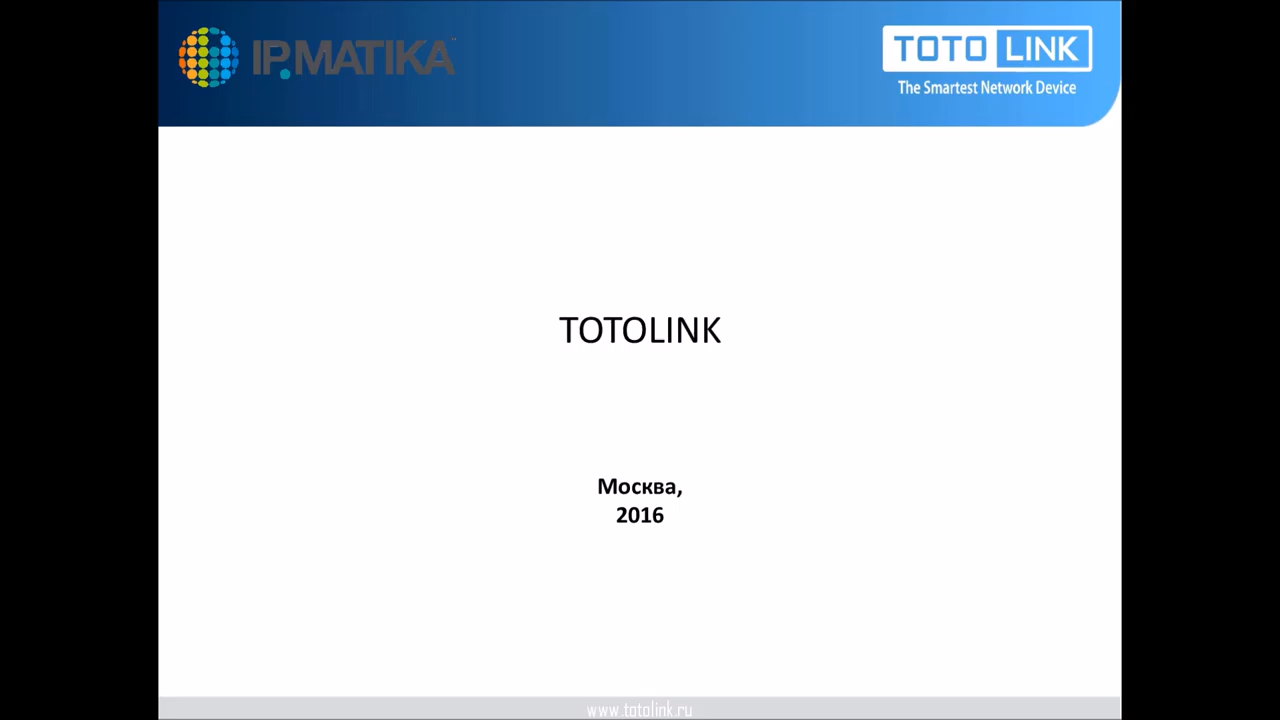 IP.MATIKA
TOTO LINK
The Smartest Network Device
TOTOLINK
Москва,
2016
www.totolink.ru